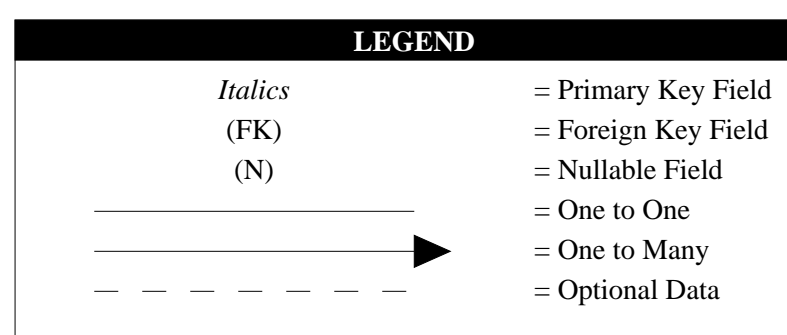 LEGEND
Italics = Primary Key Field
(FK) = Foreign Key Field
(N) = Nullable Field
= One to One
= One to Many
= Optional Data